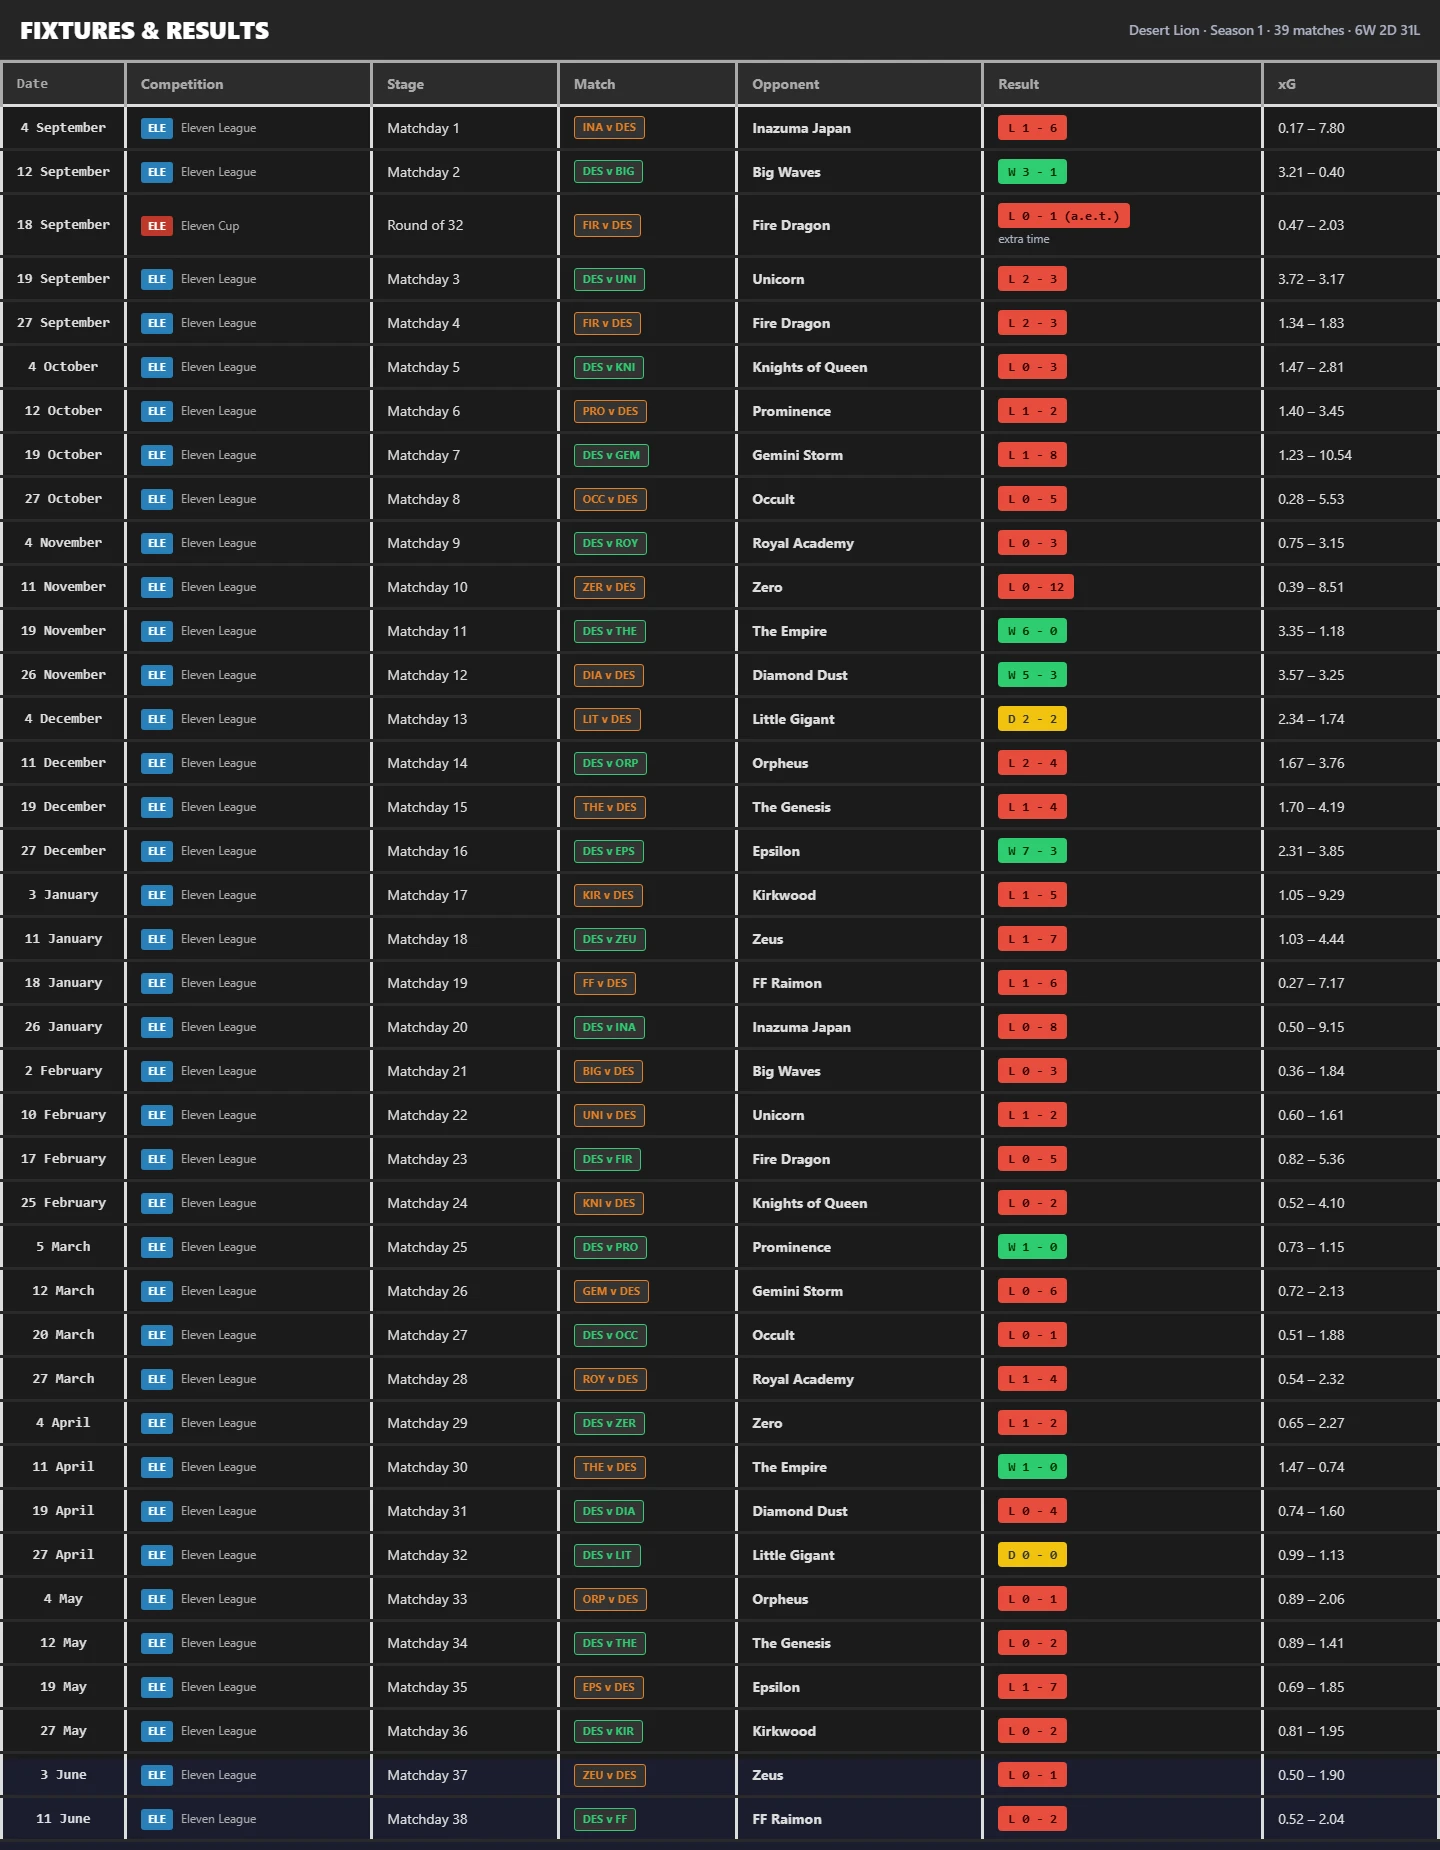 FIXTURES & RESULTS
Desert Lion · Season 1 · 39 matches · 6W 2D 31L
Date Competition Stage Match Opponent Result xG
4 September ELE Eleven League Matchday 1 INA v DES Inazuma Japan L 1 - 6 0.17 – 7.80
12 September ELE Eleven League Matchday 2 DES v BIG Big Waves W 3 - 1 3.21 – 0.40
18 September ELE Eleven Cup Round of 32 FIR v DES Fire Dragon L 0 - 1 (a.e.t.) 0.47 – 2.03
extra time
19 September ELE Eleven League Matchday 3 DES v UNI Unicorn L 2 - 3 3.72 – 3.17
27 September ELE Eleven League Matchday 4 FIR v DES Fire Dragon L 2 - 3 1.34 – 1.83
4 October ELE Eleven League Matchday 5 DES v KNI Knights of Queen L 0 - 3 1.47 – 2.81
12 October ELE Eleven League Matchday 6 PRO v DES Prominence L 1 - 2 1.40 – 3.45
19 October ELE Eleven League Matchday 7 DES v GEM Gemini Storm L 1 - 8 1.23 – 10.54
27 October ELE Eleven League Matchday 8 OCC v DES Occult L 0 - 5 0.28 – 5.53
4 November ELE Eleven League Matchday 9 DES v ROY Royal Academy L 0 - 3 0.75 – 3.15
11 November ELE Eleven League Matchday 10 ZER v DES Zero L 0 - 12 0.39 – 8.51
19 November ELE Eleven League Matchday 11 DES v THE The Empire W 6 - 0 3.35 – 1.18
26 November ELE Eleven League Matchday 12 DIA v DES Diamond Dust W 5 - 3 3.57 – 3.25
4 December ELE Eleven League Matchday 13 LIT v DES Little Gigant D 2 - 2 2.34 – 1.74
11 December ELE Eleven League Matchday 14 DES v ORP Orpheus L 2 - 4 1.67 – 3.76
19 December ELE Eleven League Matchday 15 THE v DES The Genesis L 1 - 4 1.70 – 4.19
27 December ELE Eleven League Matchday 16 DES v EPS Epsilon W 7 - 3 2.31 – 3.85
3 January ELE Eleven League Matchday 17 KIR v DES Kirkwood L 1 - 5 1.05 – 9.29
11 January ELE Eleven League Matchday 18 DES v ZEU Zeus L 1 - 7 1.03 – 4.44
18 January ELE Eleven League Matchday 19 FF v DES FF Raimon L 1 - 6 0.27 – 7.17
26 January ELE Eleven League Matchday 20 DES v INA Inazuma Japan L 0 - 8 0.50 – 9.15
2 February ELE Eleven League Matchday 21 BIG v DES Big Waves L 0 - 3 0.36 – 1.84
10 February ELE Eleven League Matchday 22 UNI v DES Unicorn L 1 - 2 0.60 – 1.61
17 February ELE Eleven League Matchday 23 DES v FIR Fire Dragon L 0 - 5 0.82 – 5.36
25 February ELE Eleven League Matchday 24 KNI v DES Knights of Queen L 0 - 2 0.52 – 4.10
5 March ELE Eleven League Matchday 25 DES v PRO Prominence W 1 - 0 0.73 – 1.15
12 March ELE Eleven League Matchday 26 GEM v DES Gemini Storm L 0 - 6 0.72 – 2.13
20 March ELE Eleven League Matchday 27 DES v OCC Occult L 0 - 1 0.51 – 1.88
27 March ELE Eleven League Matchday 28 ROY v DES Royal Academy L 1 - 4 0.54 – 2.32
4 April ELE Eleven League Matchday 29 DES v ZER Zero L 1 - 2 0.65 – 2.27
11 April ELE Eleven League Matchday 30 THE v DES The Empire W 1 - 0 1.47 – 0.74
19 April ELE Eleven League Matchday 31 DES v DIA Diamond Dust L 0 - 4 0.74 – 1.60
27 April ELE Eleven League Matchday 32 DES v LIT Little Gigant D 0 - 0 0.99 – 1.13
4 May ELE Eleven League Matchday 33 ORP v DES Orpheus L 0 - 1 0.89 – 2.06
12 May ELE Eleven League Matchday 34 DES v THE The Genesis L 0 - 2 0.89 – 1.41
19 May ELE Eleven League Matchday 35 EPS v DES Epsilon L 1 - 7 0.69 – 1.85
27 May ELE Eleven League Matchday 36 DES v KIR Kirkwood L 0 - 2 0.81 – 1.95
3 June ELE Eleven League Matchday 37 ZEU v DES Zeus L 0 - 1 0.50 – 1.90
11 June ELE Eleven League Matchday 38 DES v FF FF Raimon L 0 - 2 0.52 – 2.04